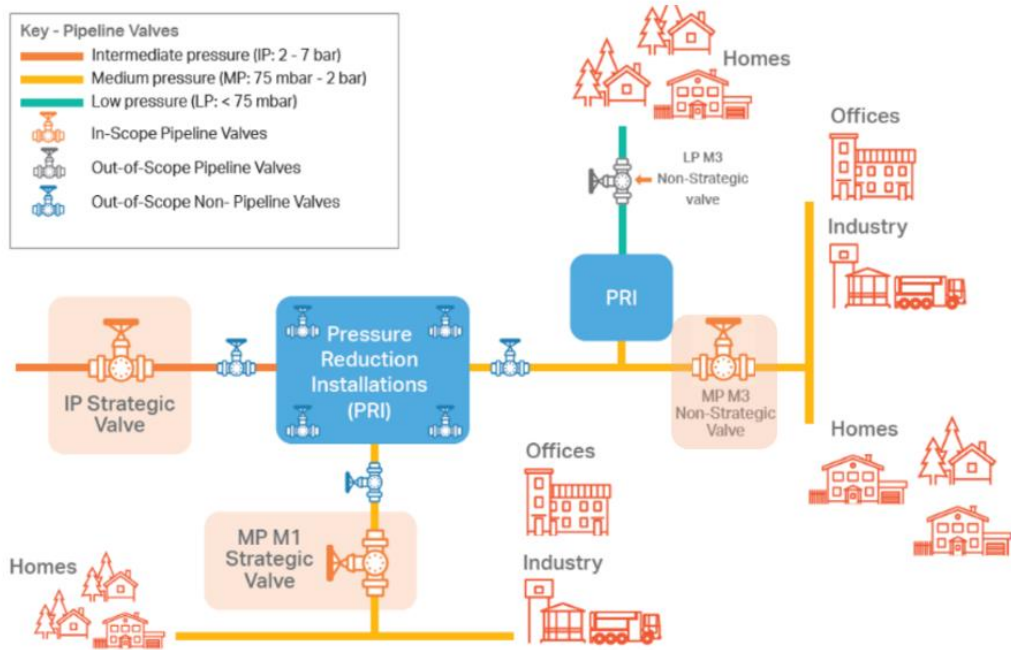 Key - Pipeline Valves
Intermediate pressure (IP: 2 - 7 bar)
Medium pressure (MP: 75 mbar - 2 bar)
Low pressure (LP: < 75 mbar)
In-Scope Pipeline Valves
Out-of-Scope Pipeline Valves
Out-of-Scope Non- Pipeline Valves
Homes
Offices
LP M3
Non-Strategic
valve
Industry
PRI
Pressure
Reduction
Installations
(PRI)
IP Strategic
Valve
MP M3
Non-Strategic
Valve
Homes
Offices
MP M1
Strategic
Valve
Homes
Industry